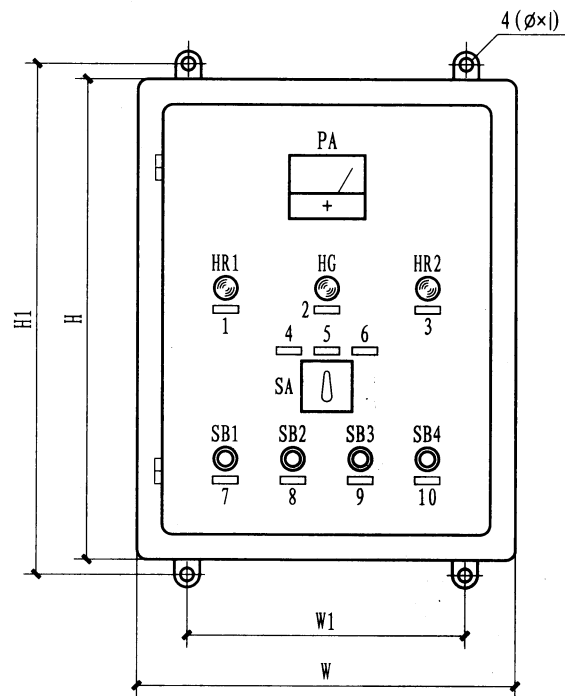 4(Ø×l)
PA
+
HR1 HG HR2
1 2 3
4 5 6
SA
SB1 SB2 SB3 SB4
7 8 9 10
H1
H
W1
W